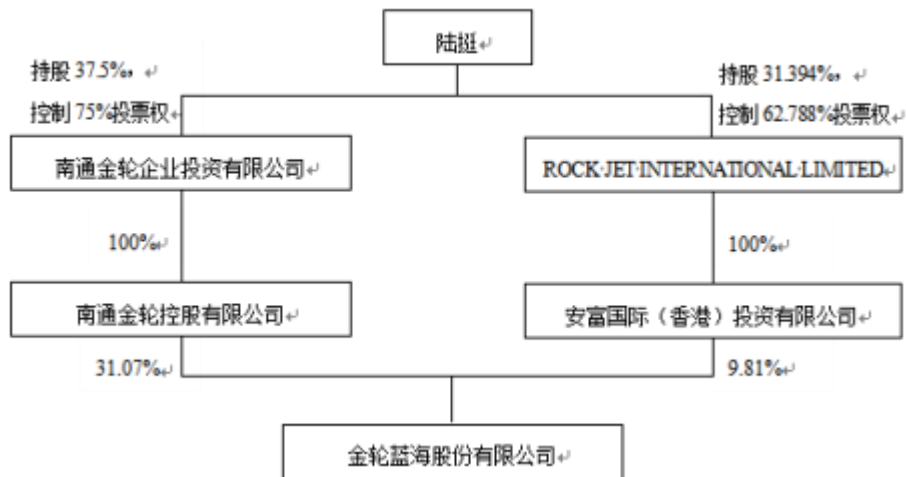 陆挺
持股 37.5%，
控制 75%投票权
持股 31.394%，
控制 62.788%投票权
南通金轮企业投资有限公司
ROCK·JET·INTERNATIONAL·LIMITED
100%
100%
南通金轮控股有限公司
安富国际（香港）投资有限公司
31.07%
9.81%
金轮蓝海股份有限公司